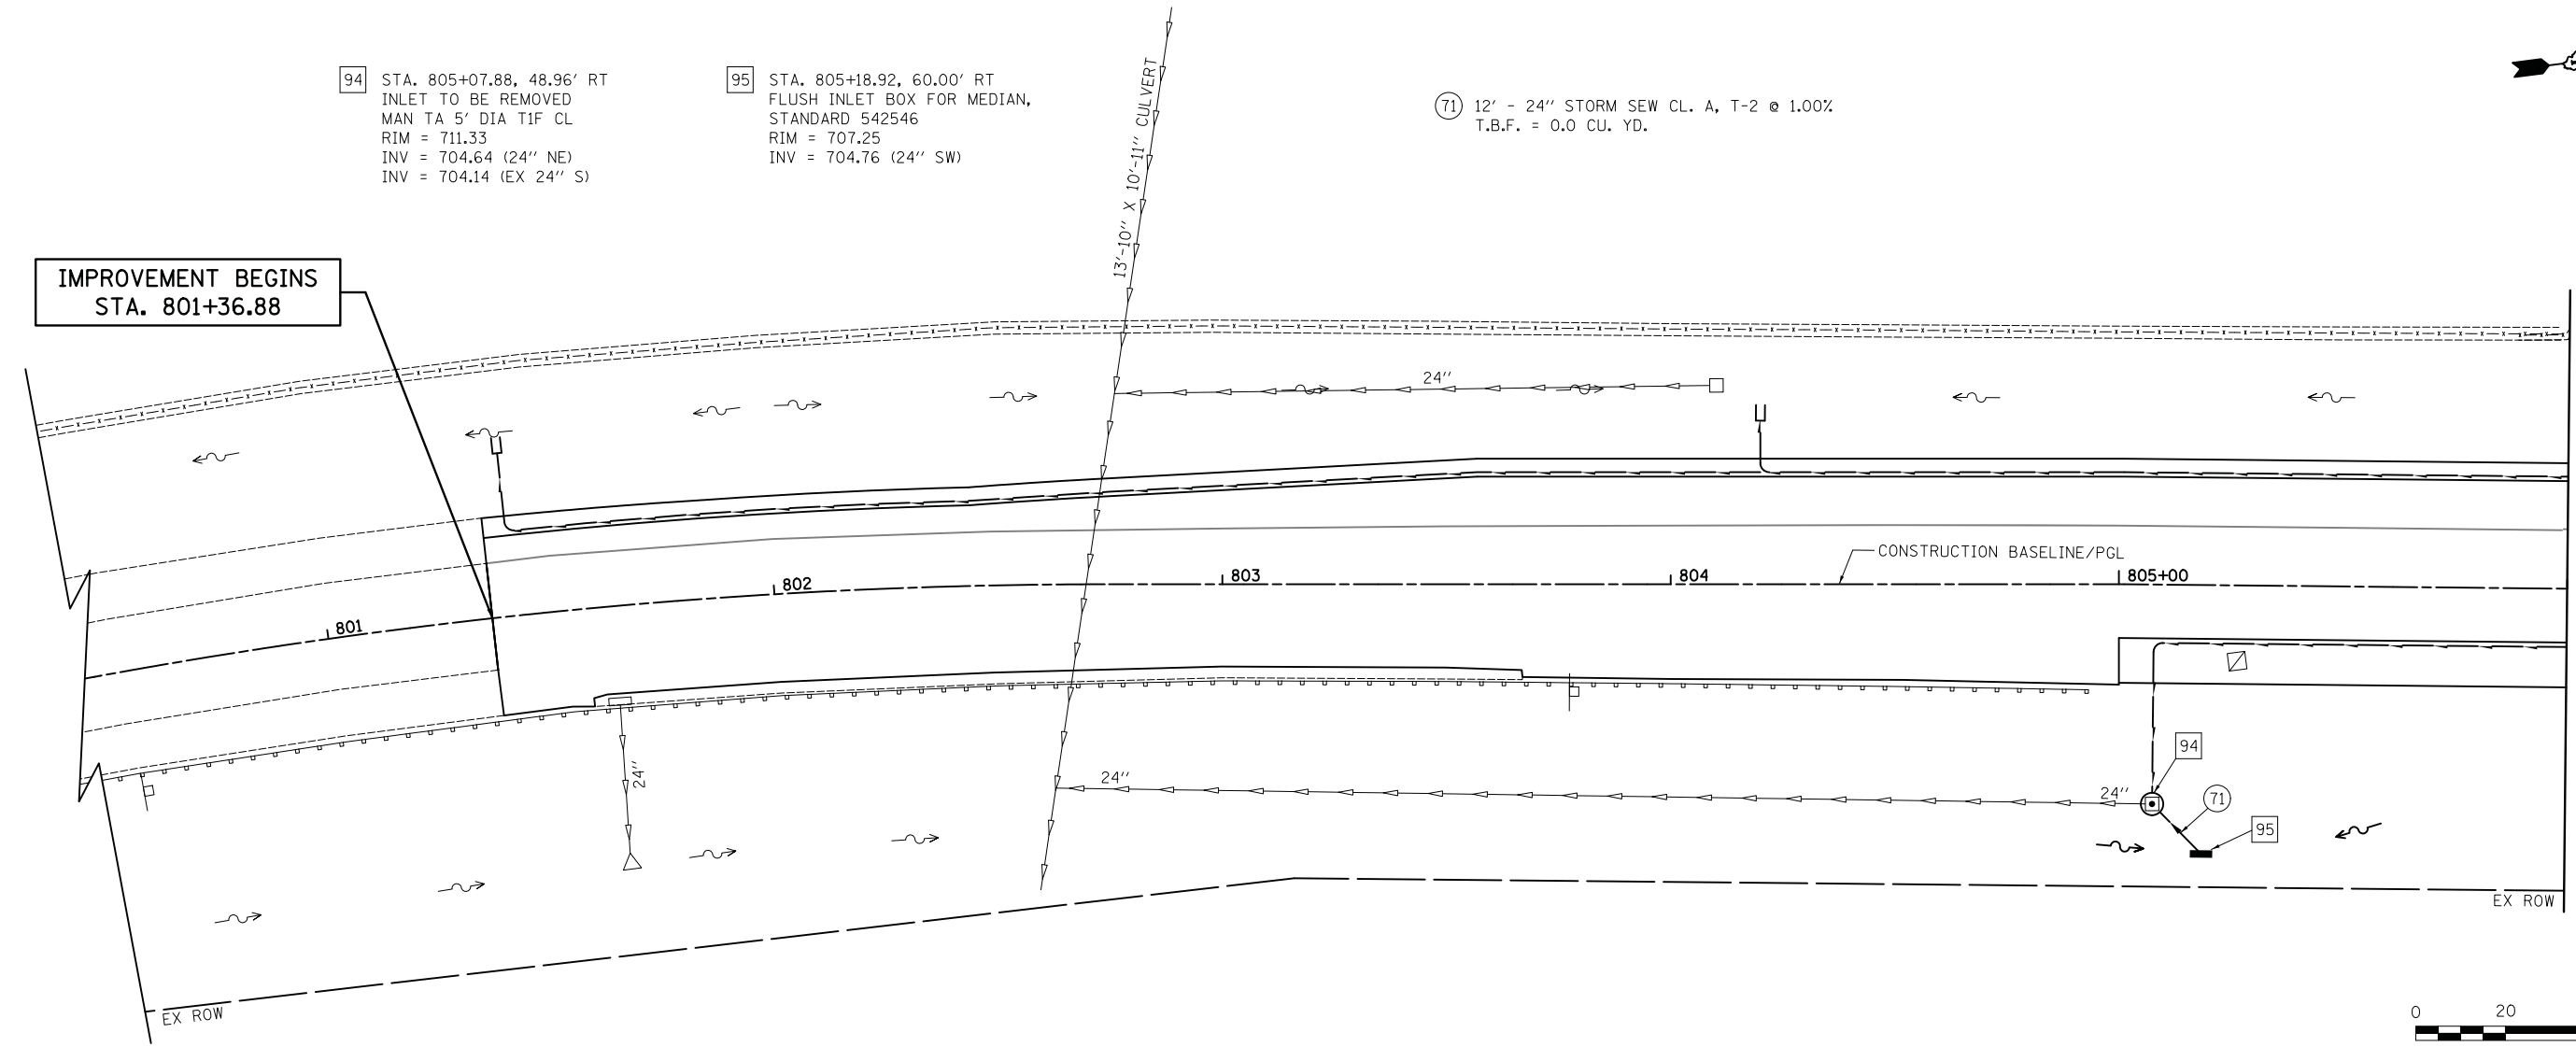 94 STA. 805+07.88, 48.96' RT
INLET TO BE REMOVED
MAN TA 5' DIA T1F CL
RIM = 711.33
INV = 704.64 (24'' NE)
INV = 704.14 (EX 24'' S)
95 STA. 805+18.92, 60.00' RT
FLUSH INLET BOX FOR MEDIAN,
STANDARD 542546
RIM = 707.25
INV = 704.76 (24'' SW)
13'-10'' X 10'-11'' CULVERT
71 12' - 24'' STORM SEW CL. A, T-2 @ 1.00%
T.B.F. = 0.0 CU. YD.
IMPROVEMENT BEGINS
STA. 801+36.88
24''
CONSTRUCTION BASELINE/PGL
801
802
803
804
805+00
24''
24''
24''
94
71
95
EX ROW
EX ROW
0 20